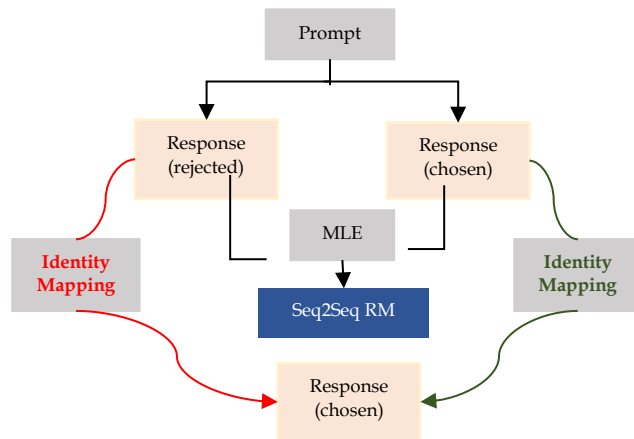 Prompt
Response
(rejected)
Response
(chosen)
MLE
Identity
Mapping
Identity
Mapping
Seq2Seq RM
Response
(chosen)